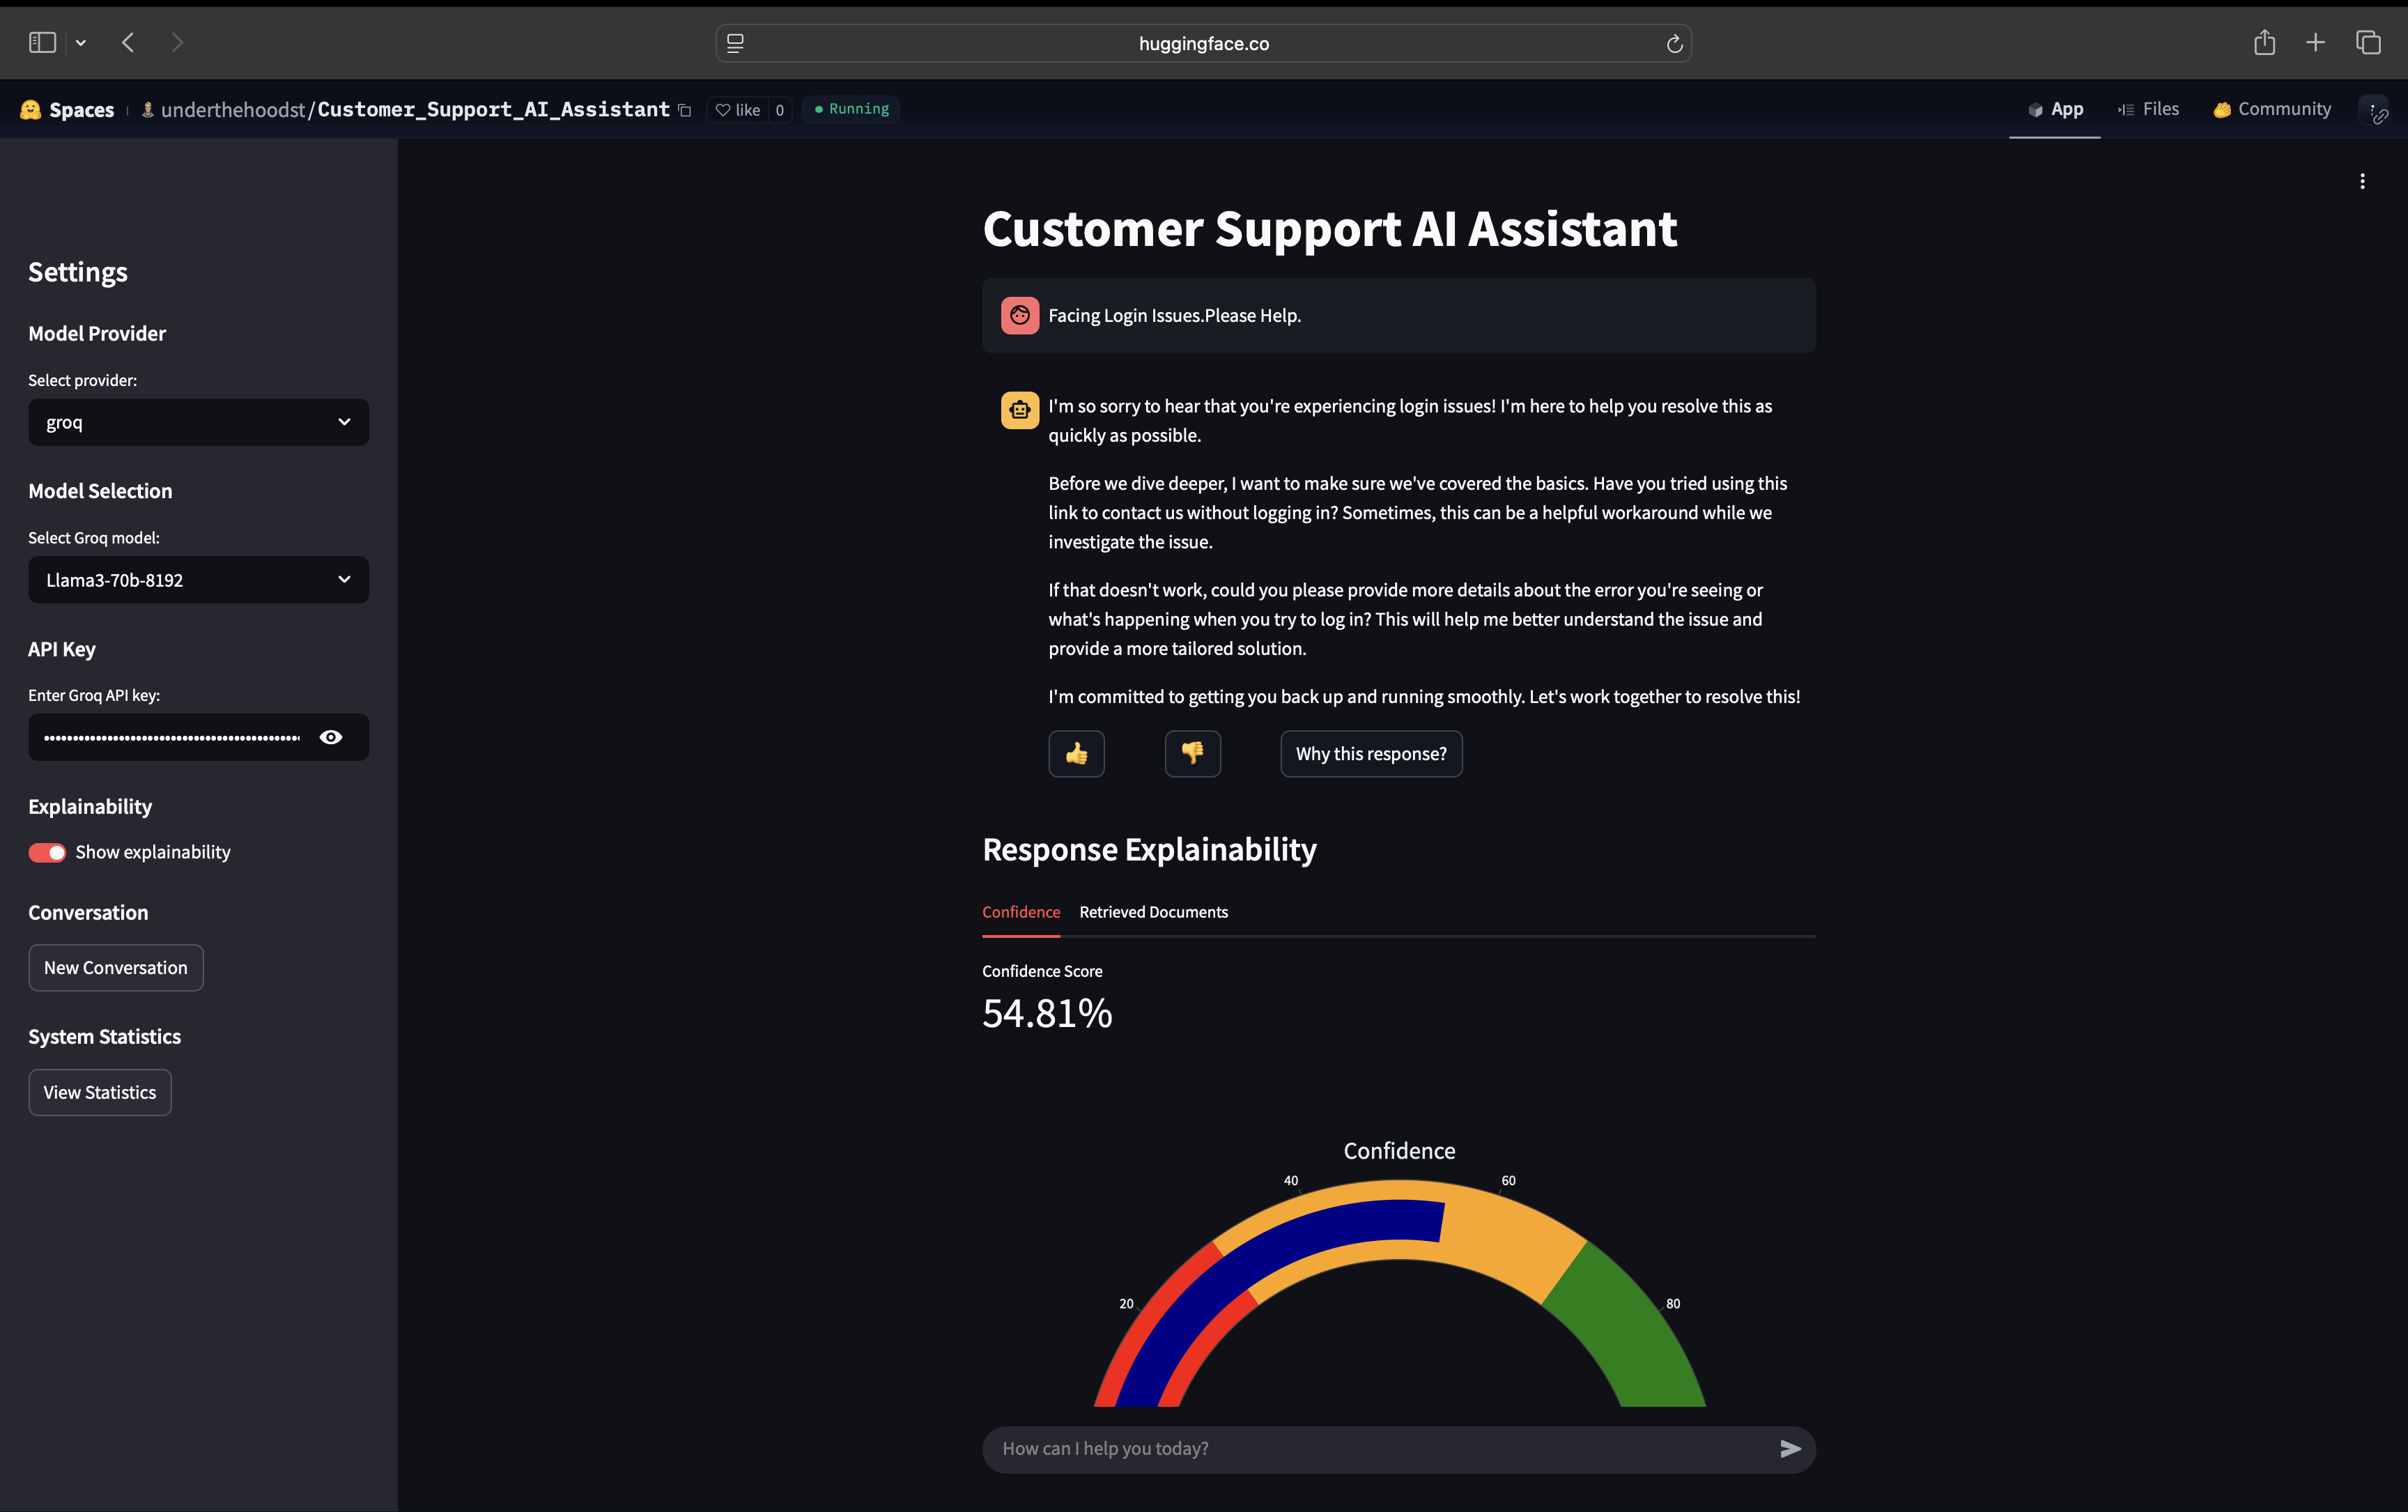 huggingface.co
Spaces underthehoodst/Customer_Support_AI_Assistant like 0 Running App Files Community
Settings
Model Provider
Select provider:
groq
Model Selection
Select Groq model:
Llama3-70b-8192
API Key
Enter Groq API key:
Explainability
Show explainability
Conversation
New Conversation
System Statistics
View Statistics
Customer Support AI Assistant
Facing Login Issues.Please Help.
I'm so sorry to hear that you're experiencing login issues! I'm here to help you resolve this as
quickly as possible.
Before we dive deeper, I want to make sure we've covered the basics. Have you tried using this
link to contact us without logging in? Sometimes, this can be a helpful workaround while we
investigate the issue.
If that doesn't work, could you please provide more details about the error you're seeing or
what's happening when you try to log in? This will help me better understand the issue and
provide a more tailored solution.
I'm committed to getting you back up and running smoothly. Let's work together to resolve this!
Why this response?
Response Explainability
Confidence Retrieved Documents
Confidence Score
54.81%
Confidence
40 60
20 80
How can I help you today?